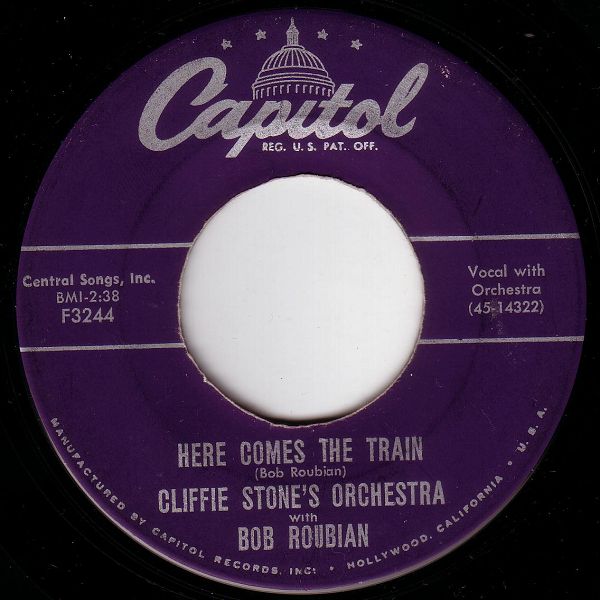 Capitol
REG. U. S. PAT. OFF.
Central Songs, Inc.
BMI-2:38
F3244
Vocal with
Orchestra
(45-14322)
HERE COMES THE TRAIN
(Bob Roubian)
CLIFFIE STONE'S ORCHESTRA
with
BOB ROUBIAN
MANUFACTURED BY CAPITOL RECORDS, INC. • HOLLYWOOD, CALIFORNIA • U. S. A.